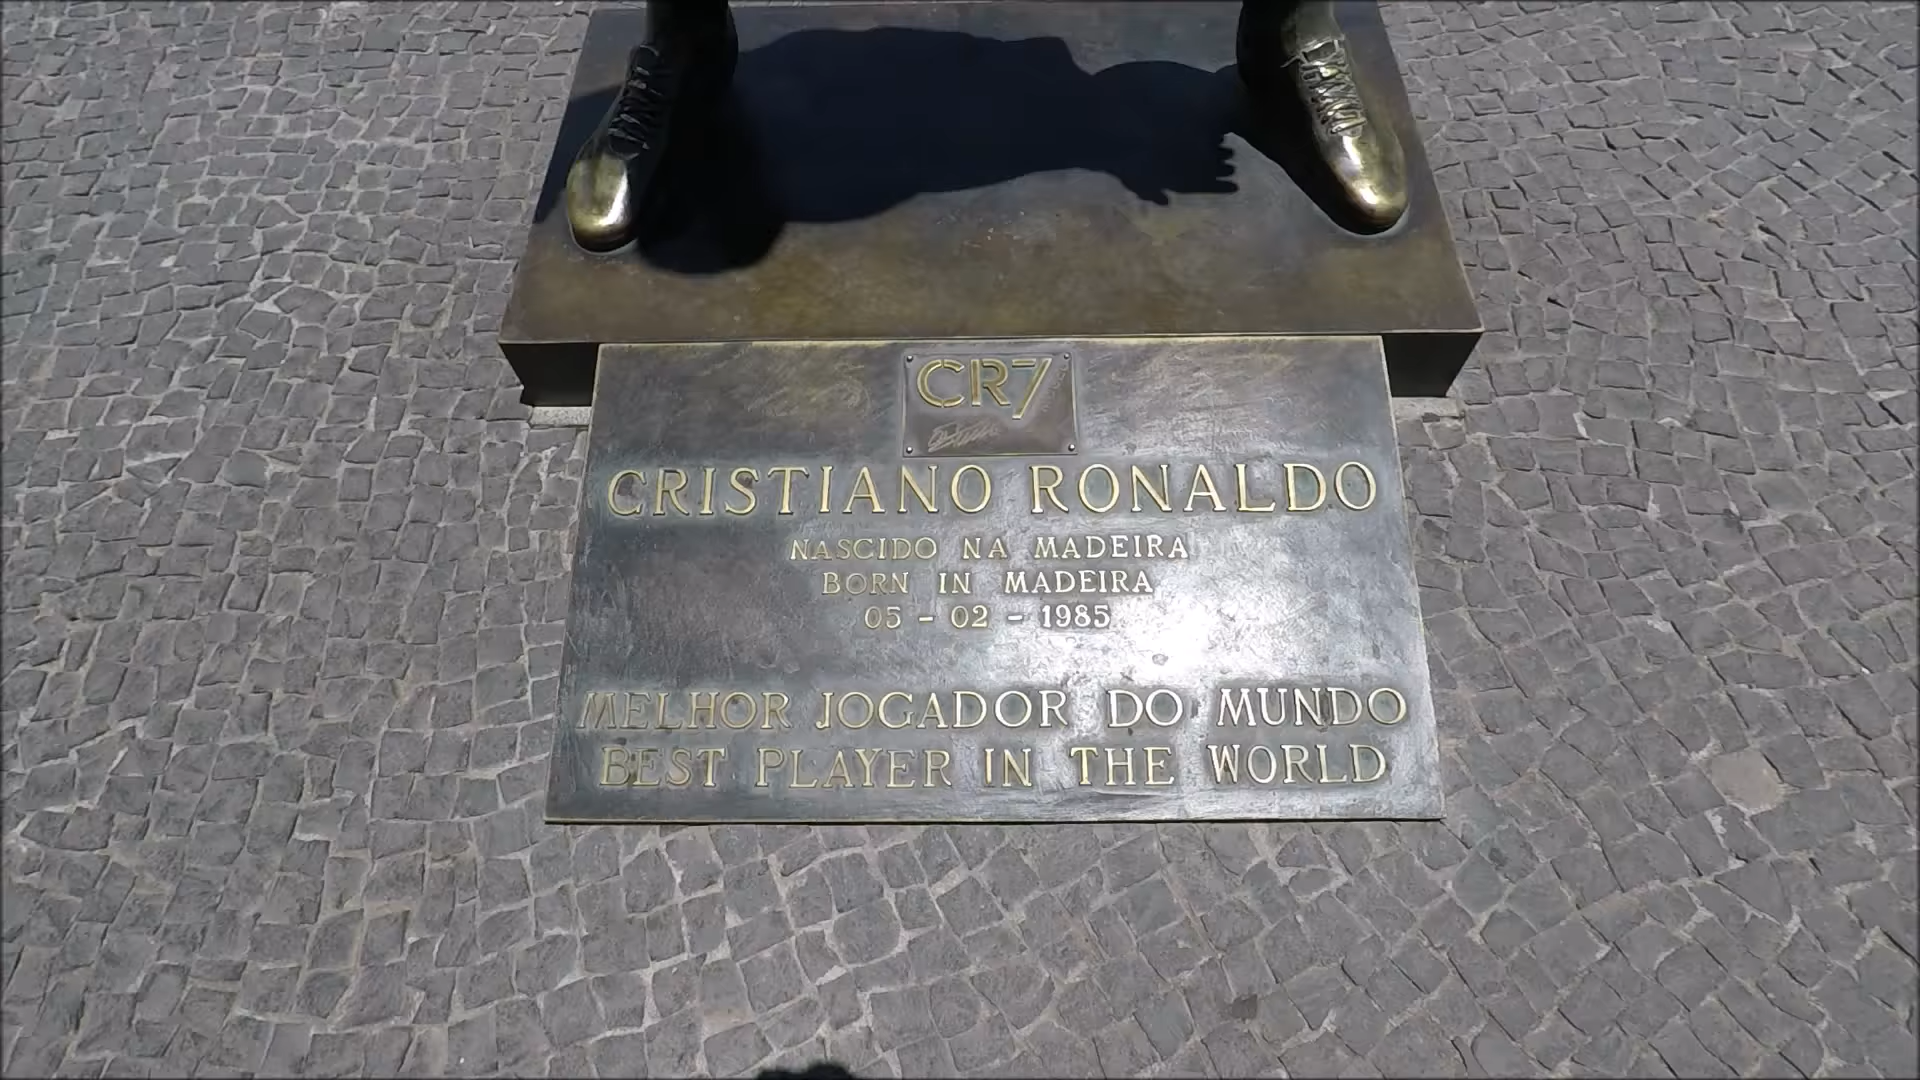 CR7
CRISTIANO RONALDO
NASCIDO NA MADEIRA
BORN IN MADEIRA
05 - 02 - 1985
MELHOR JOGADOR DO MUNDO
BEST PLAYER IN THE WORLD